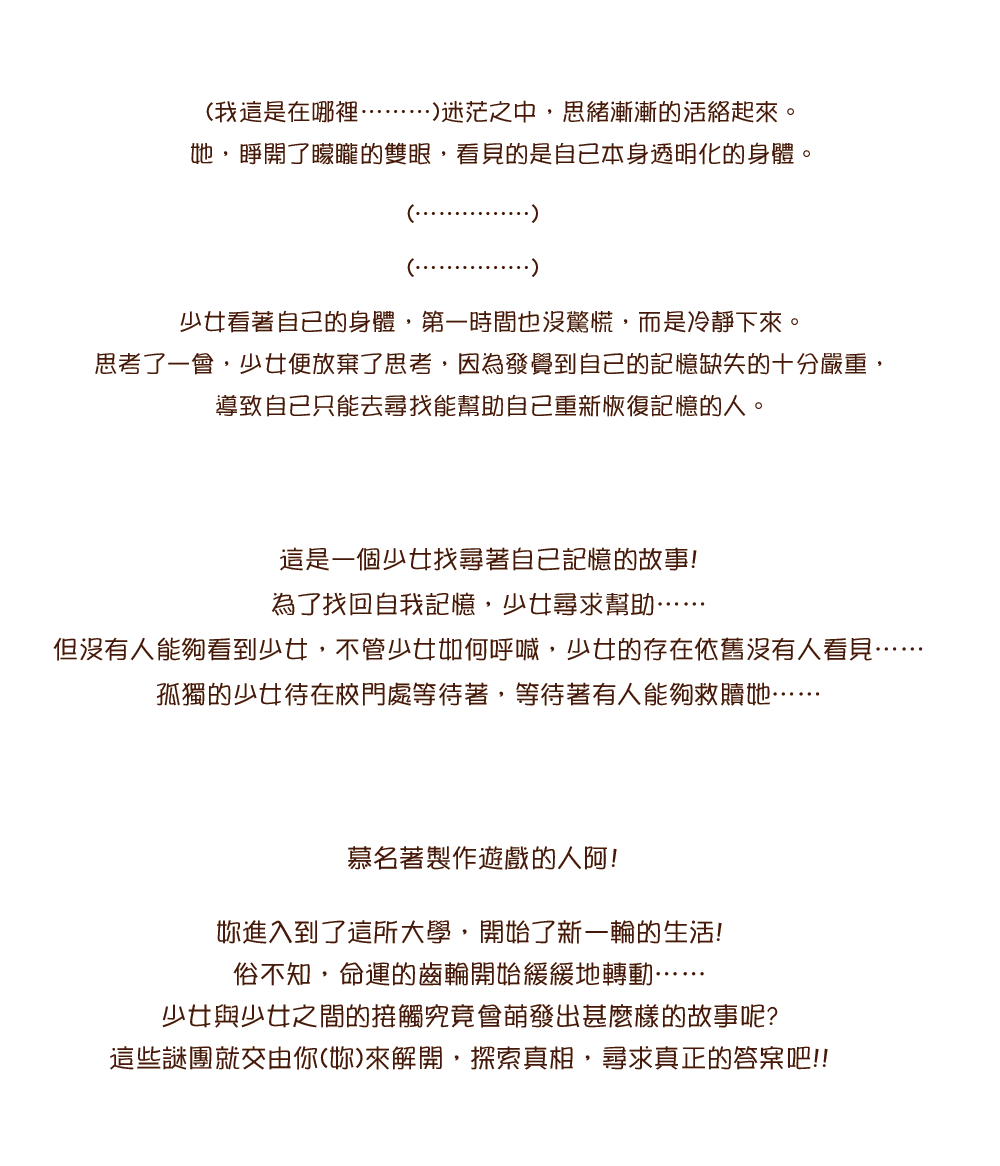 (我這是在哪裡………)迷茫之中，思緒漸漸的活絡起來。
她，睜開了矇矓的雙眼，看見的是自己本身透明化的身體。
(……………)
(……………)
少女看著自己的身體，第一時間也沒驚慌，而是冷靜下來。
思考了一會，少女便放棄了思考，因為發覺到自己的記憶缺失的十分嚴重，
導致自己只能去尋找能幫助自己重新恢復記憶的人。
這是一個少女找尋著自己記憶的故事!
為了找回自我記憶，少女尋求幫助……
但沒有人能夠看到少女，不管少女如何呼喊，少女的存在依舊沒有人看見……
孤獨的少女待在校門處等待著，等待著有人能夠救贖她……
慕名著製作遊戲的人阿!
妳進入到了這所大學，開始了新一輪的生活!
俗不知，命運的齒輪開始緩緩地轉動……
少女與少女之間的接觸究竟會萌發出甚麼樣的故事呢?
這些謎團就交由你(妳)來解開，探索真相，尋求真正的答案吧!!